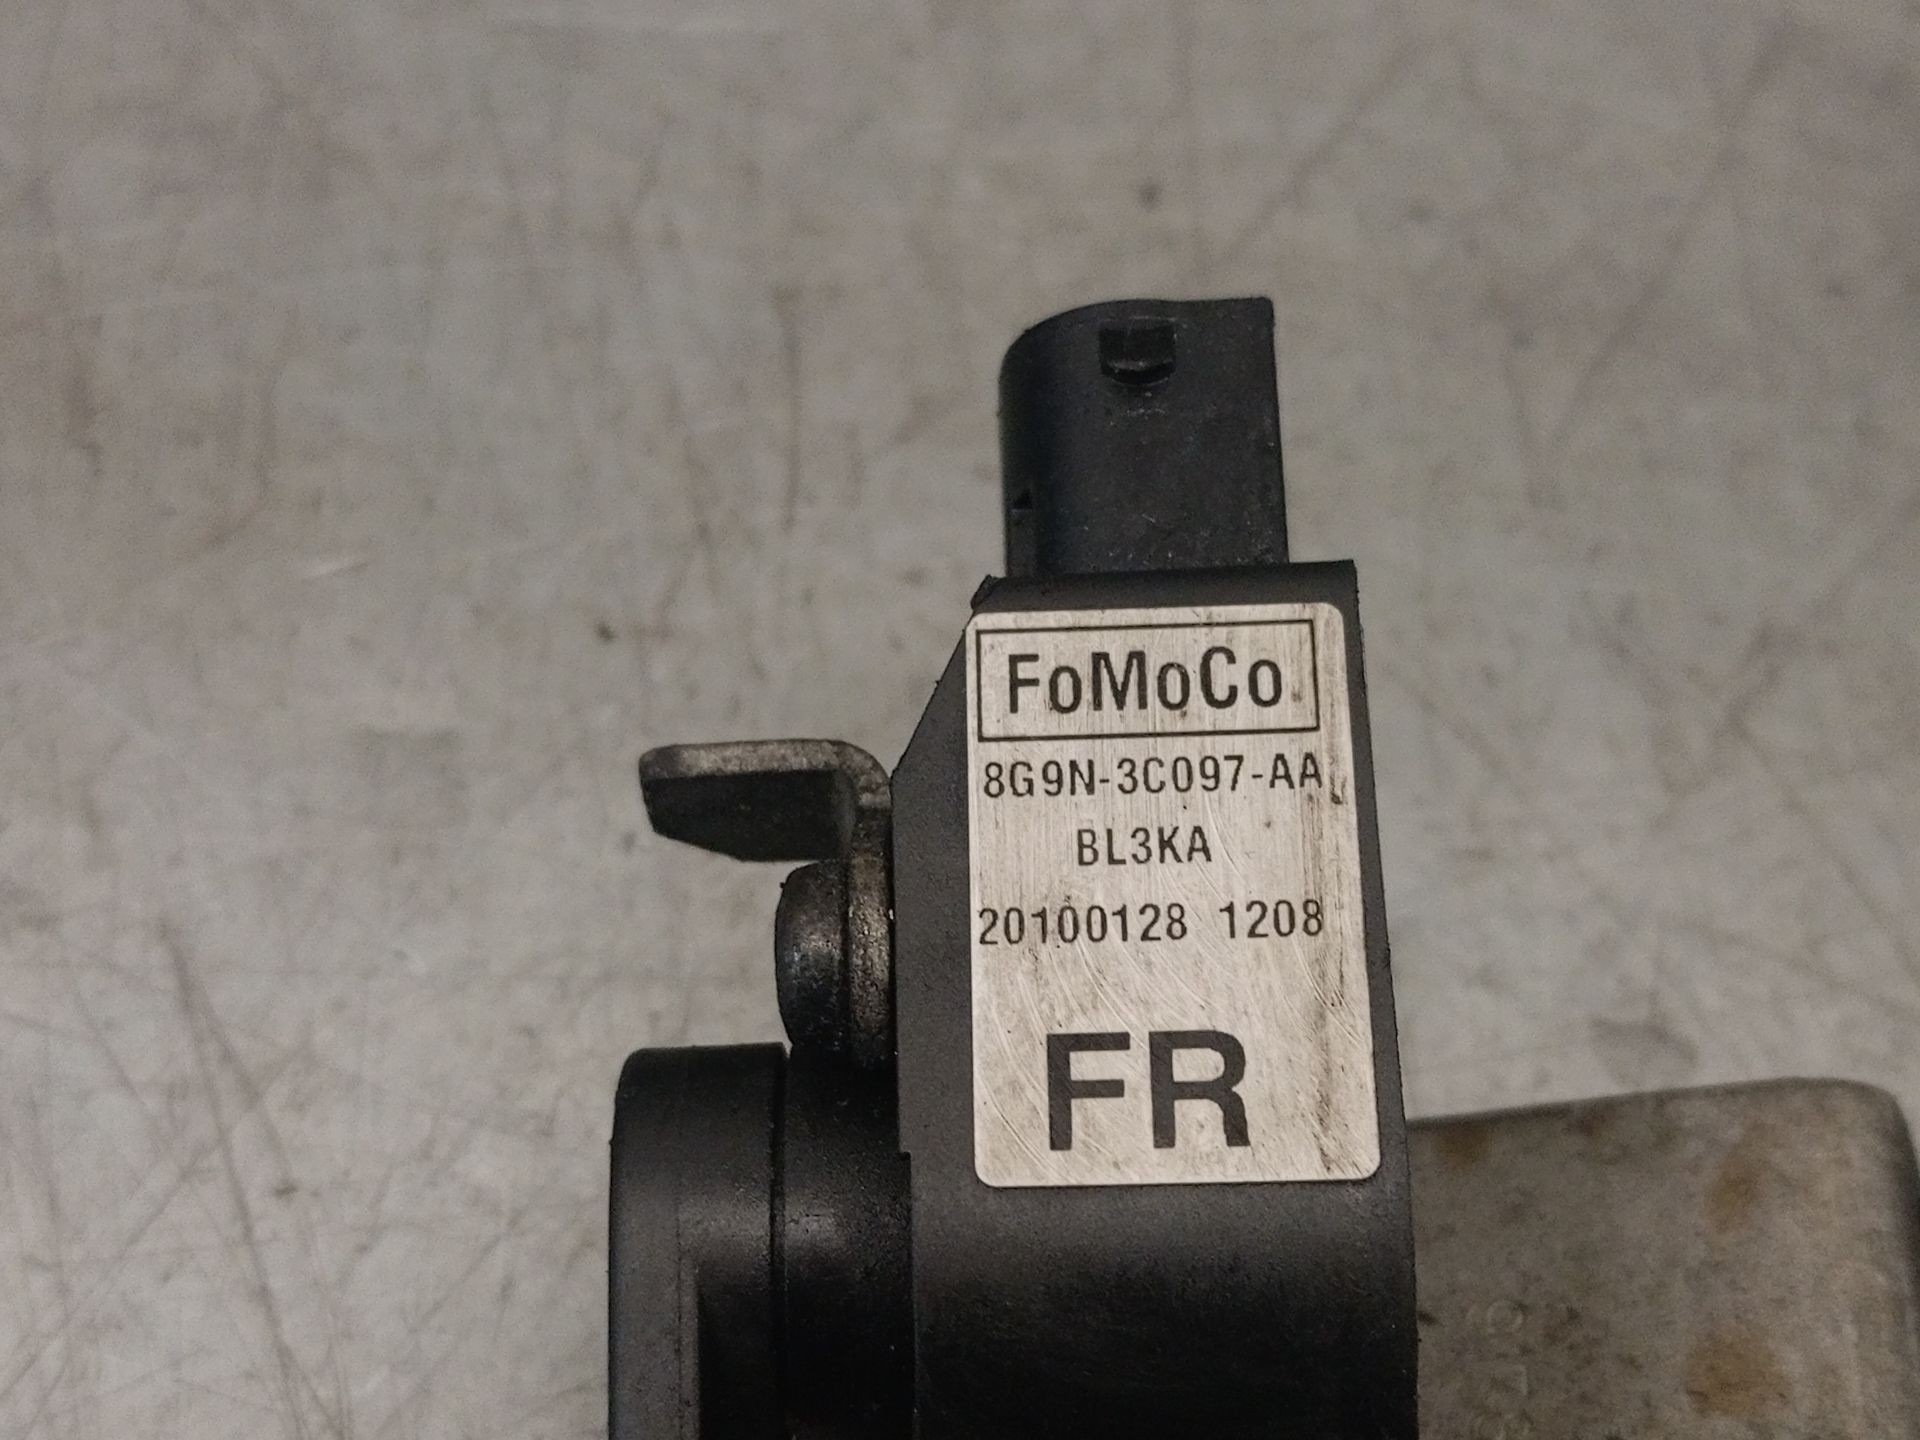 FoMoCo
8G9N-3C097-AA
BL3KA
20100128 1208
FR